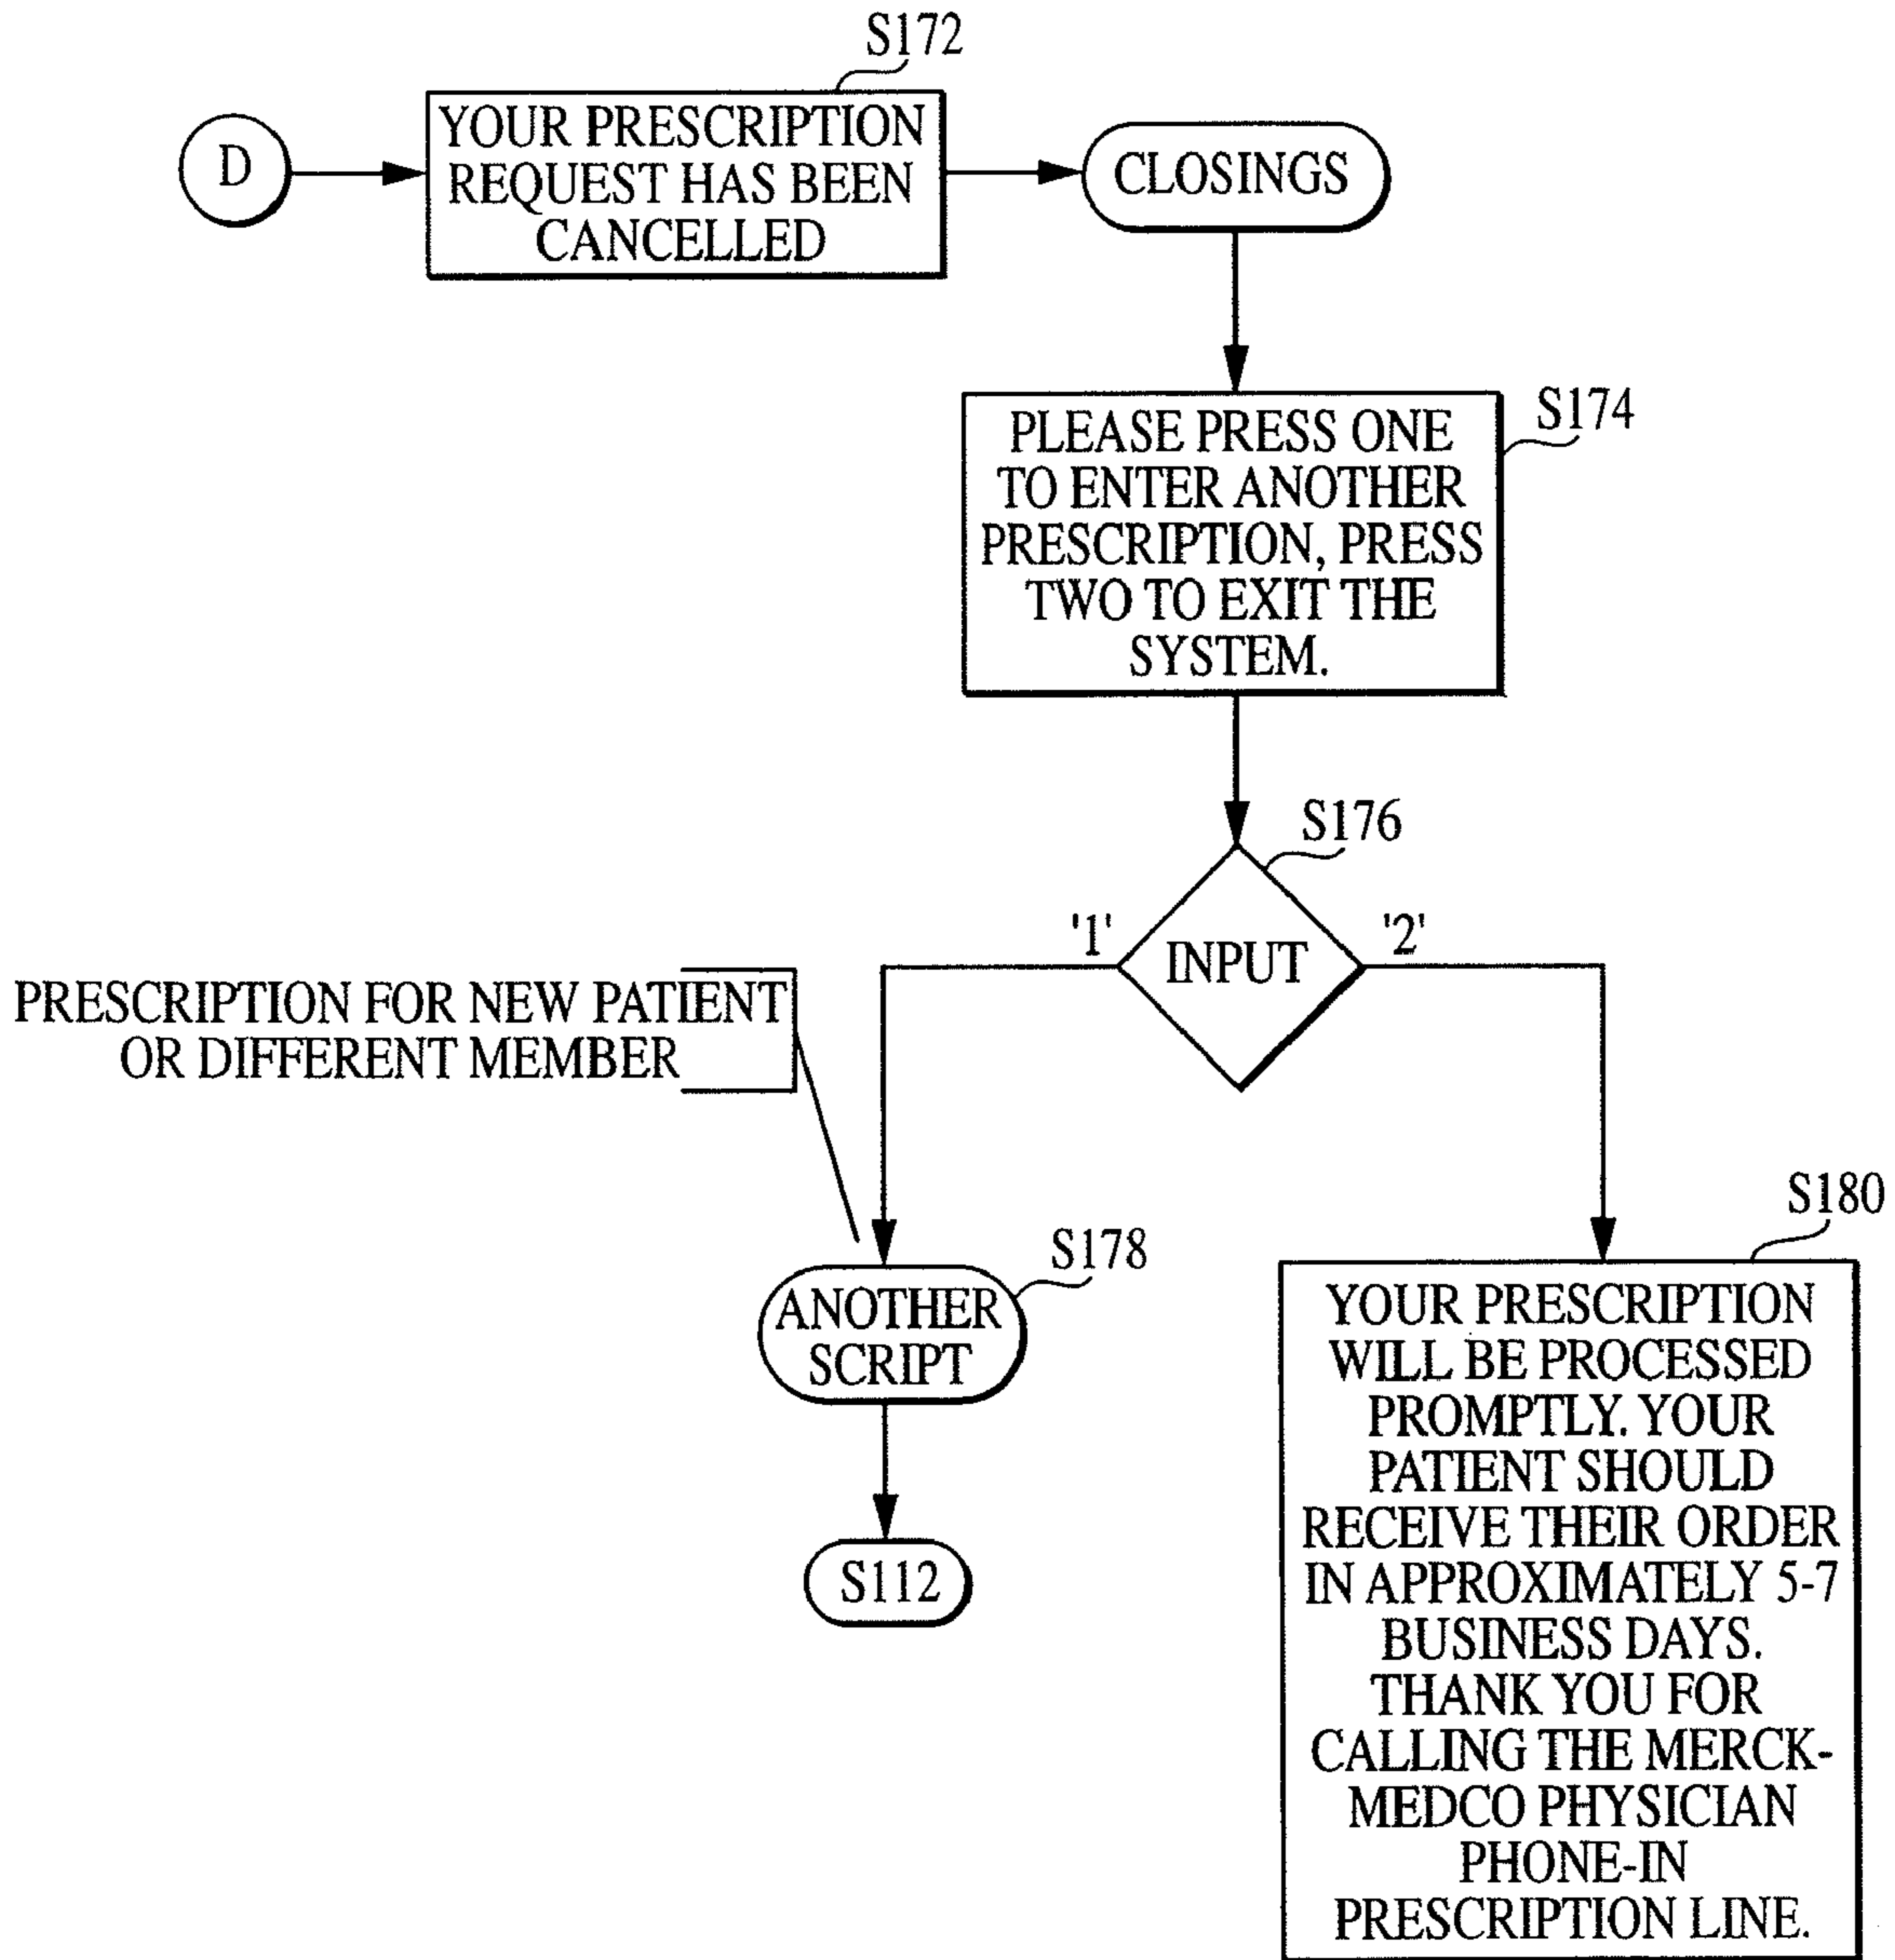 S172
D
YOUR PRESCRIPTION
REQUEST HAS BEEN
CANCELLED
CLOSINGS
S174
PLEASE PRESS ONE
TO ENTER ANOTHER
PRESCRIPTION, PRESS
TWO TO EXIT THE
SYSTEM.
S176
'1'
INPUT
'2'
PRESCRIPTION FOR NEW PATIENT
OR DIFFERENT MEMBER
S178
ANOTHER
SCRIPT
S112
S180
YOUR PRESCRIPTION
WILL BE PROCESSED
PROMPTLY. YOUR
PATIENT SHOULD
RECEIVE THEIR ORDER
IN APPROXIMATELY 5-7
BUSINESS DAYS.
THANK YOU FOR
CALLING THE MERCK-
MEDCO PHYSICIAN
PHONE-IN
PRESCRIPTION LINE.